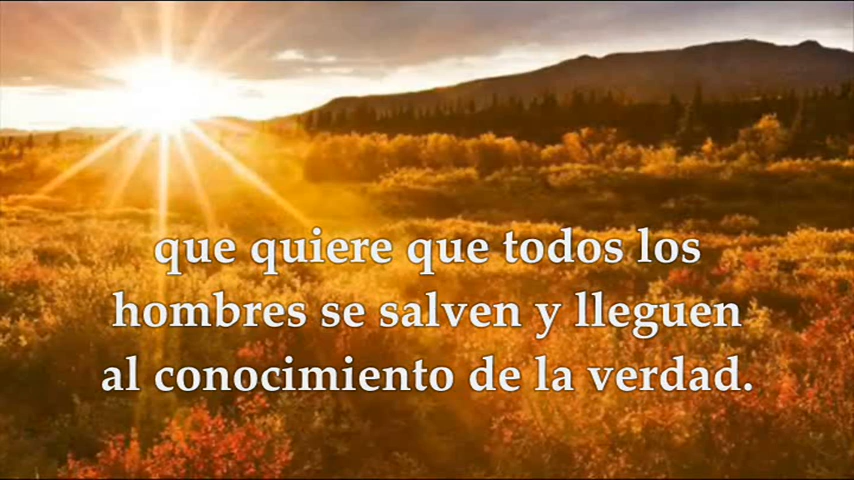 que quiere que todos los
hombres se salven y lleguen
al conocimiento de la verdad.